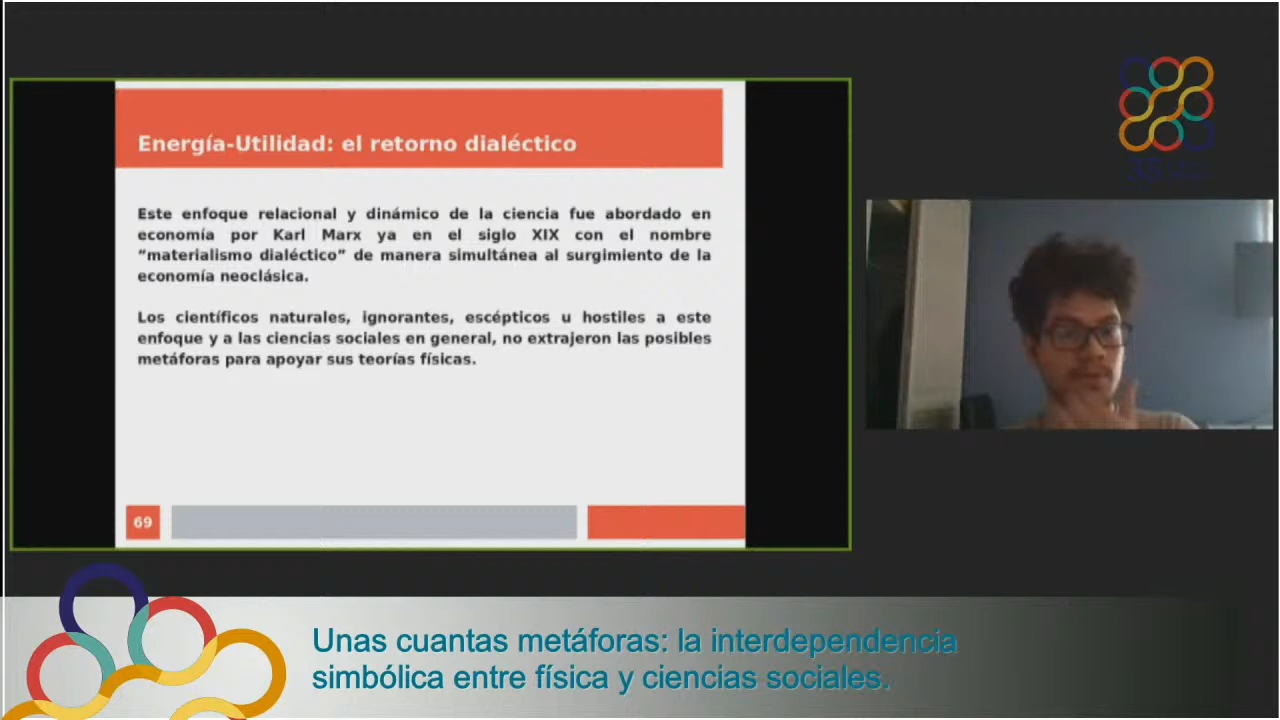 Energía-Utilidad: el retorno dialéctico
Este enfoque relacional y dinámico de la ciencia fue abordado en
economía por Karl Marx ya en el siglo XIX con el nombre
“materialismo dialéctico” de manera simultánea al surgimiento de la
economía neoclásica.
Los científicos naturales, ignorantes, escépticos u hostiles a este
enfoque y a las ciencias sociales en general, no extrajeron las posibles
metáforas para apoyar sus teorías físicas.
69
Unas cuantas metáforas: la interdependencia
simbólica entre física y ciencias sociales.